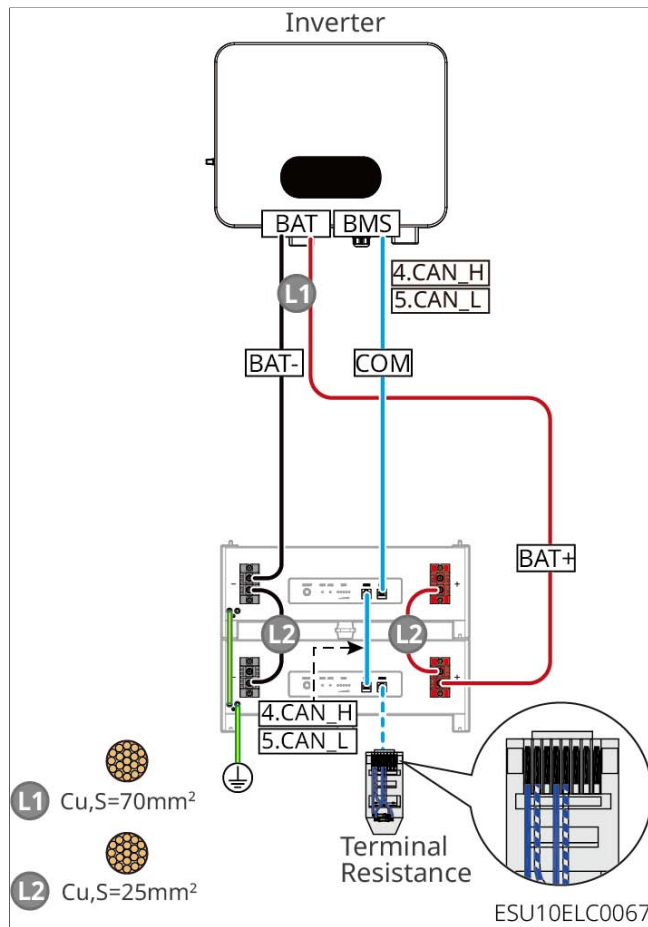 Inverter
BAT
BMS
4.CAN_H
5.CAN_L
L1
BAT-
COM
BAT+
-
+
L2
L2
-
+
4.CAN_H
5.CAN_L
L1 Cu,S=70mm²
L2 Cu,S=25mm²
Terminal
Resistance
ESU10ELC0067